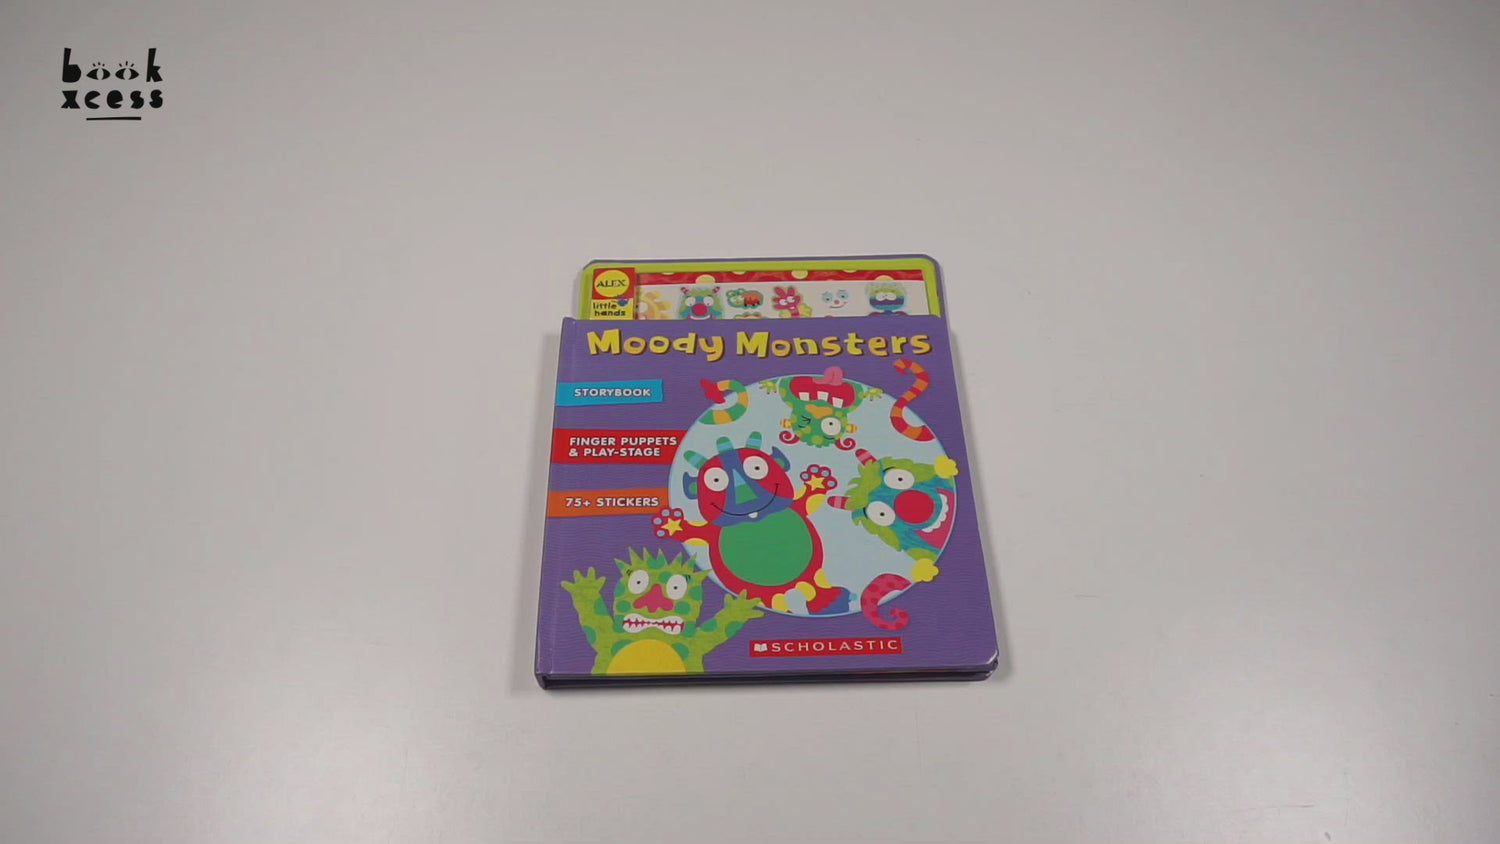 book
xcess
ALEX
little
hands
Moody Monsters
STORYBOOK
FINGER PUPPETS
& PLAY-STAGE
75+ STICKERS
SCHOLASTIC